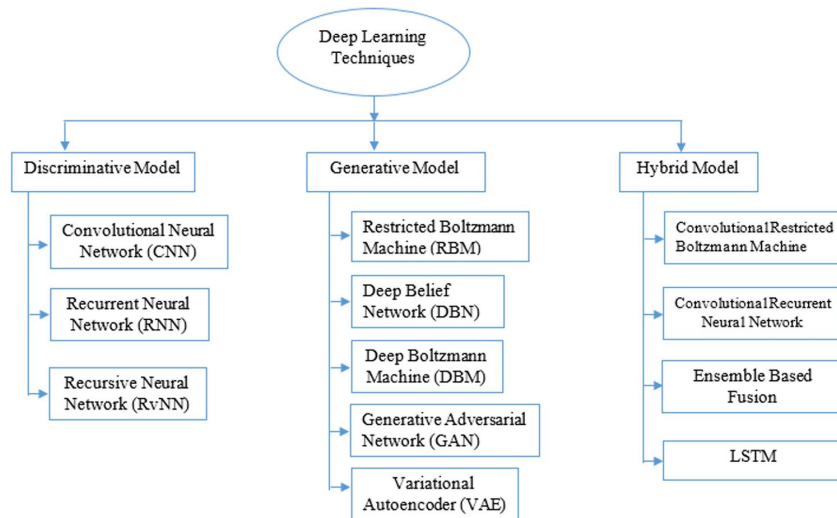 Deep Learning
Techniques
Discriminative Model
Generative Model
Hybrid Model
Convolutional Neural
Network (CNN)
Recurrent Neural
Network (RNN)
Recursive Neural
Network (RvNN)
Restricted Boltzmann
Machine (RBM)
Deep Belief
Network (DBN)
Deep Boltzmann
Machine (DBM)
Generative Adversarial
Network (GAN)
Variational
Autoencoder (VAE)
Convolutional Restricted
Boltzmann Machine
Convolutional Recurrent
Neural Network
Ensemble Based
Fusion
LSTM